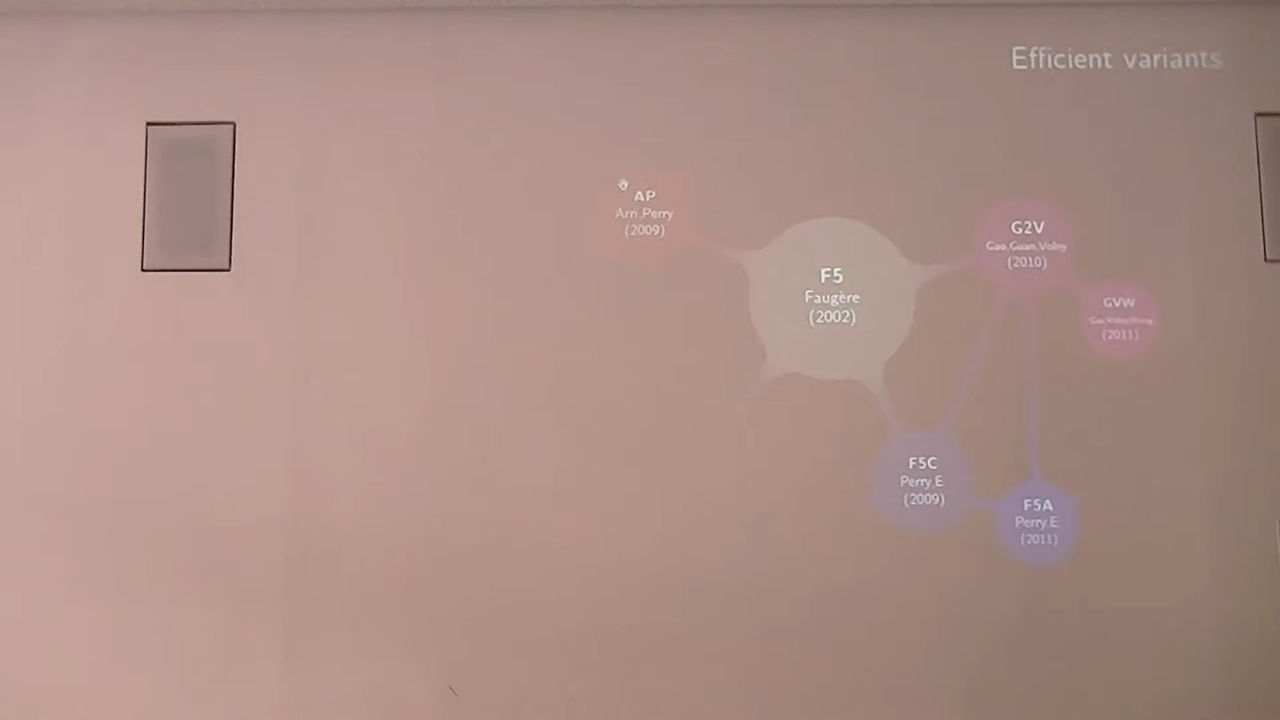 Efficient variants
AP
Arri,Perry
(2009)
F5
Faugère
(2002)
G2V
Gao,Guan,Volny
(2010)
GVW
(2011)
F5C
Perry,E.
(2009)
F5A
Perry,E.
(2011)